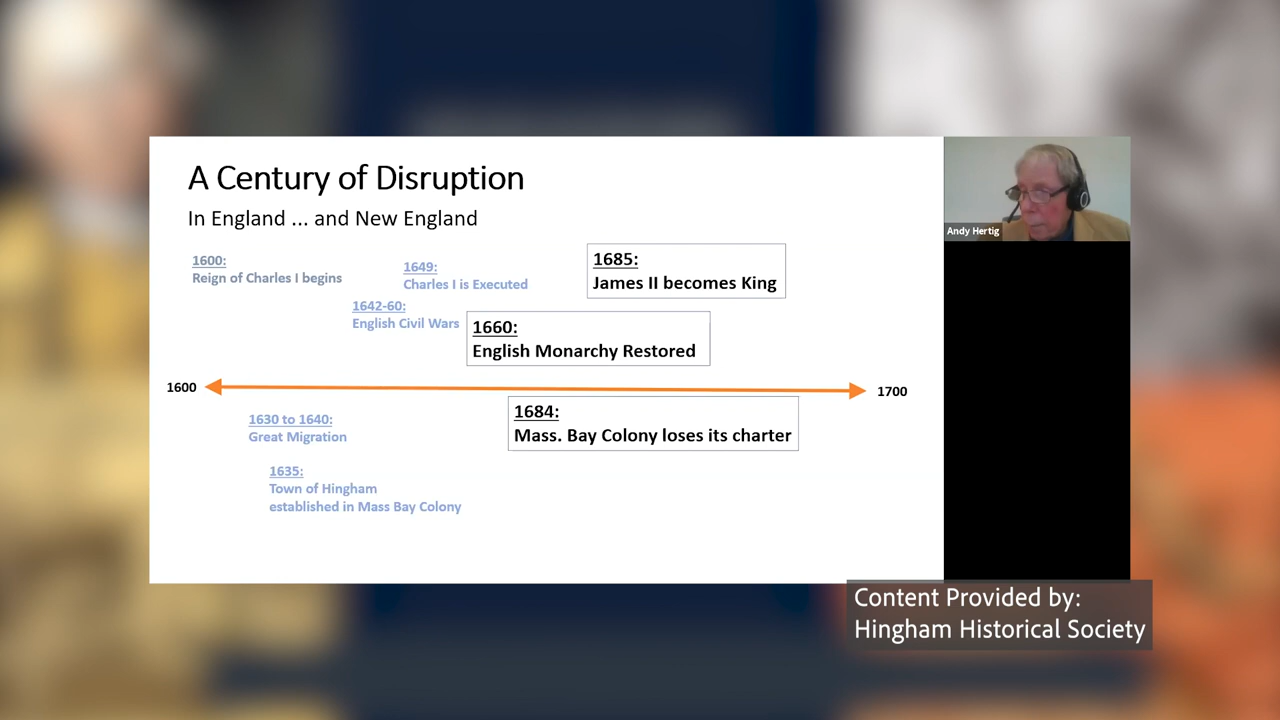 A Century of Disruption
In England ... and New England
1600:
Reign of Charles I begins
1649:
Charles I is Executed
1685:
James II becomes King
1642-60:
English Civil Wars
1660:
English Monarchy Restored
1600
1700
1630 to 1640:
Great Migration
1684:
Mass. Bay Colony loses its charter
1635:
Town of Hingham
established in Mass Bay Colony
Andy Hertig
Content Provided by:
Hingham Historical Society